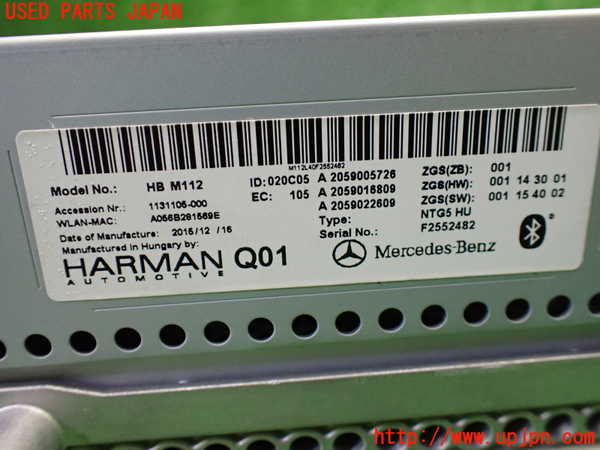 USED PARTS JAPAN
M112L40F2552482
Model No.: HB M112 ID:020C05 A 2059005726 ZGS(ZB): 001
Accession Nr.: 1131106-000 EC: 105 A 2059016809 ZGS(HW): 001 14 30 01
WLAN-MAC: A056B291569E A 2059022609 ZGS(SW): 001 15 40 02
Date of Manufacture: 2015/12 /16 Type: NTG5 HU
Manufactured in Hungary by: Serial No.: F2552482
HARMAN Q01 Mercedes-Benz
AUTOMOTIVE
http://www.upjpn.com